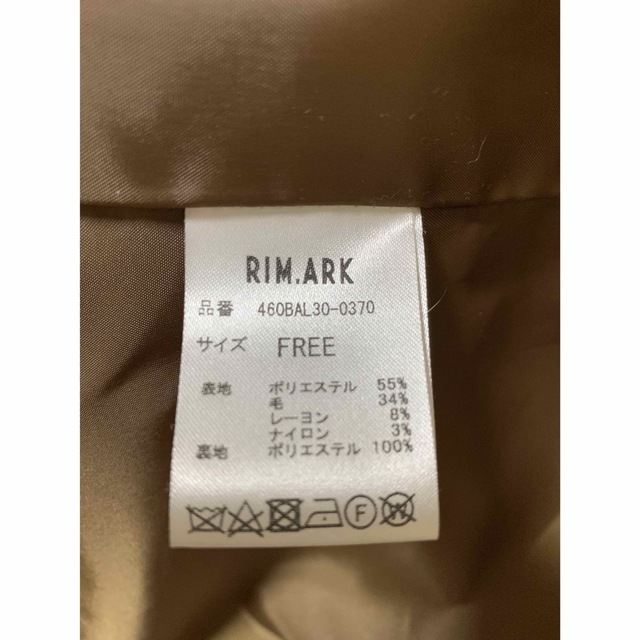 RIM.ARK
品番 460BAL30-0370
サイズ FREE
表地 ポリエステル 55%
毛 34%
レーヨン 8%
ナイロン 3%
裏地 ポリエステル 100%
F W